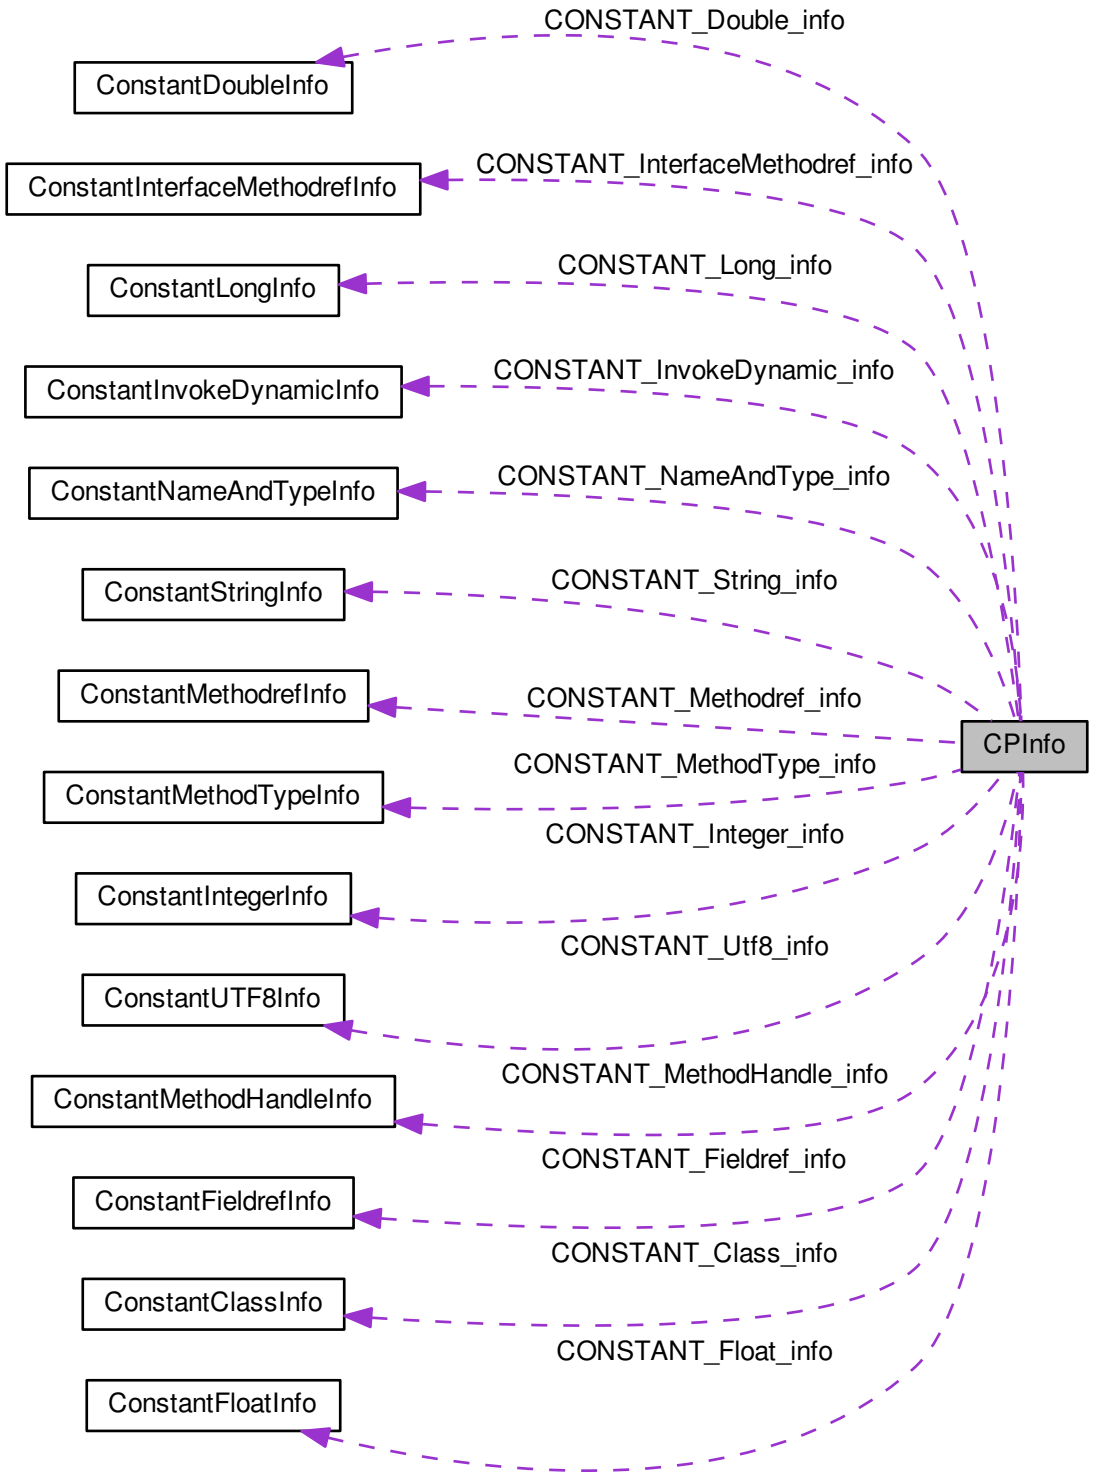 CONSTANT_Double_info
ConstantDoubleInfo
CONSTANT_InterfaceMethodref_info
ConstantInterfaceMethodrefInfo
CONSTANT_Long_info
ConstantLongInfo
CONSTANT_InvokeDynamic_info
ConstantInvokeDynamicInfo
CONSTANT_NameAndType_info
ConstantNameAndTypeInfo
CONSTANT_String_info
ConstantStringInfo
ConstantMethodrefInfo
CONSTANT_Methodref_info
CPInfo
CONSTANT_MethodType_info
ConstantMethodTypeInfo
CONSTANT_Integer_info
ConstantIntegerInfo
CONSTANT_Utf8_info
ConstantUTF8Info
CONSTANT_MethodHandle_info
ConstantMethodHandleInfo
CONSTANT_Fieldref_info
ConstantFieldrefInfo
CONSTANT_Class_info
ConstantClassInfo
CONSTANT_Float_info
ConstantFloatInfo